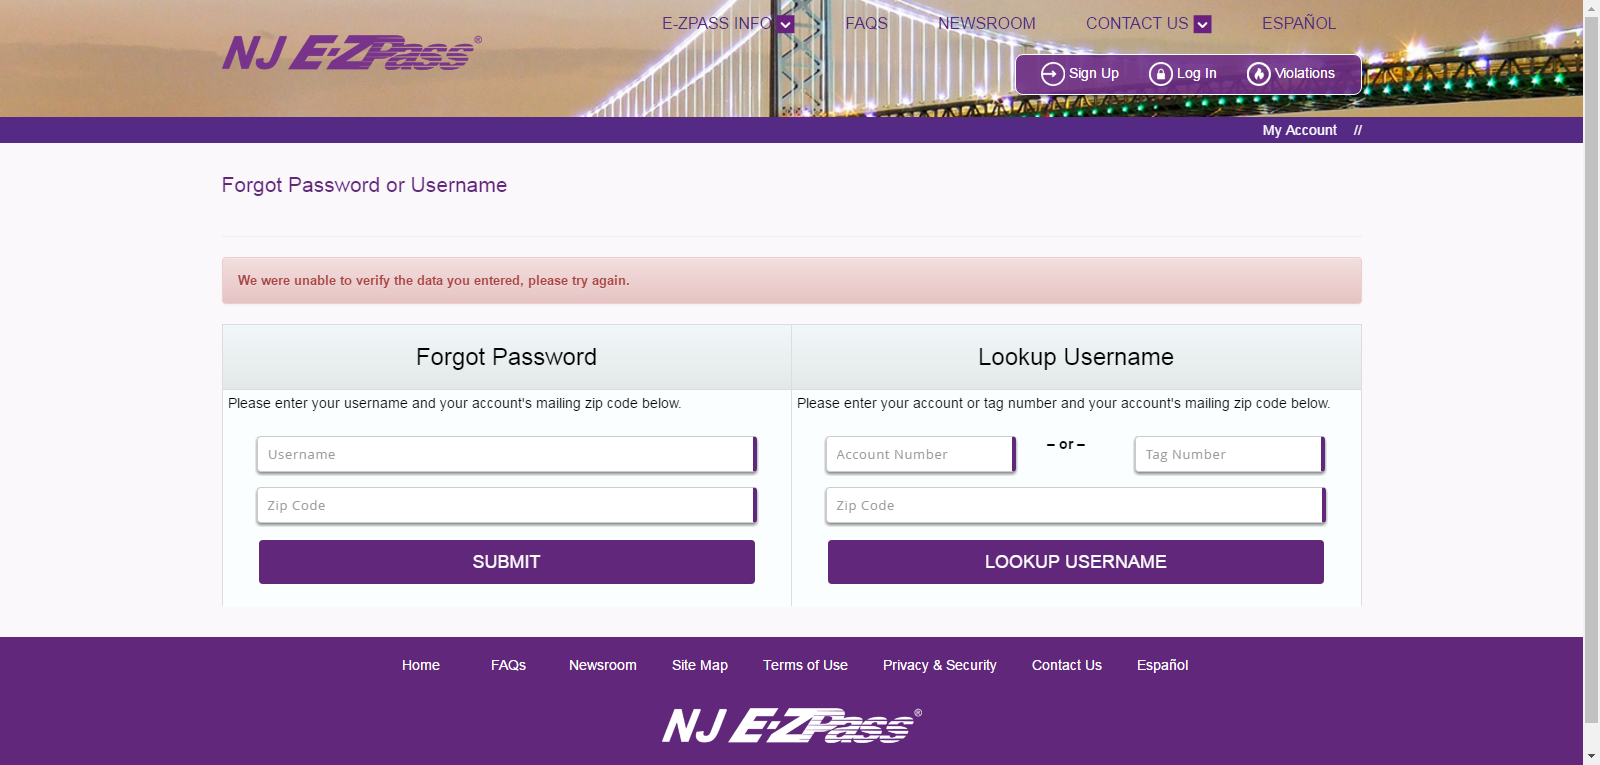 E-ZPASS INFO FAQS NEWSROOM CONTACT US ESPAÑOL
NJ E-ZPass®
Sign Up Log In Violations
My Account //
Forgot Password or Username
We were unable to verify the data you entered, please try again.
Forgot Password
Please enter your username and your account's mailing zip code below.
Username
Zip Code
SUBMIT
Lookup Username
Please enter your account or tag number and your account's mailing zip code below.
Account Number – or – Tag Number
Zip Code
LOOKUP USERNAME
Home FAQs Newsroom Site Map Terms of Use Privacy & Security Contact Us Español
NJ E-ZPass®